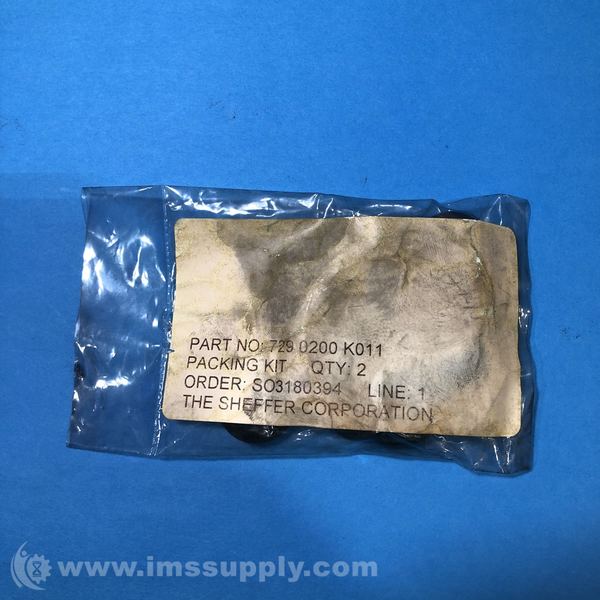 PART NO: 729 0200 K011
PACKING KIT QTY: 2
ORDER: SO3180394 LINE: 1
THE SHEFFER CORPORATION
www.imssupply.com